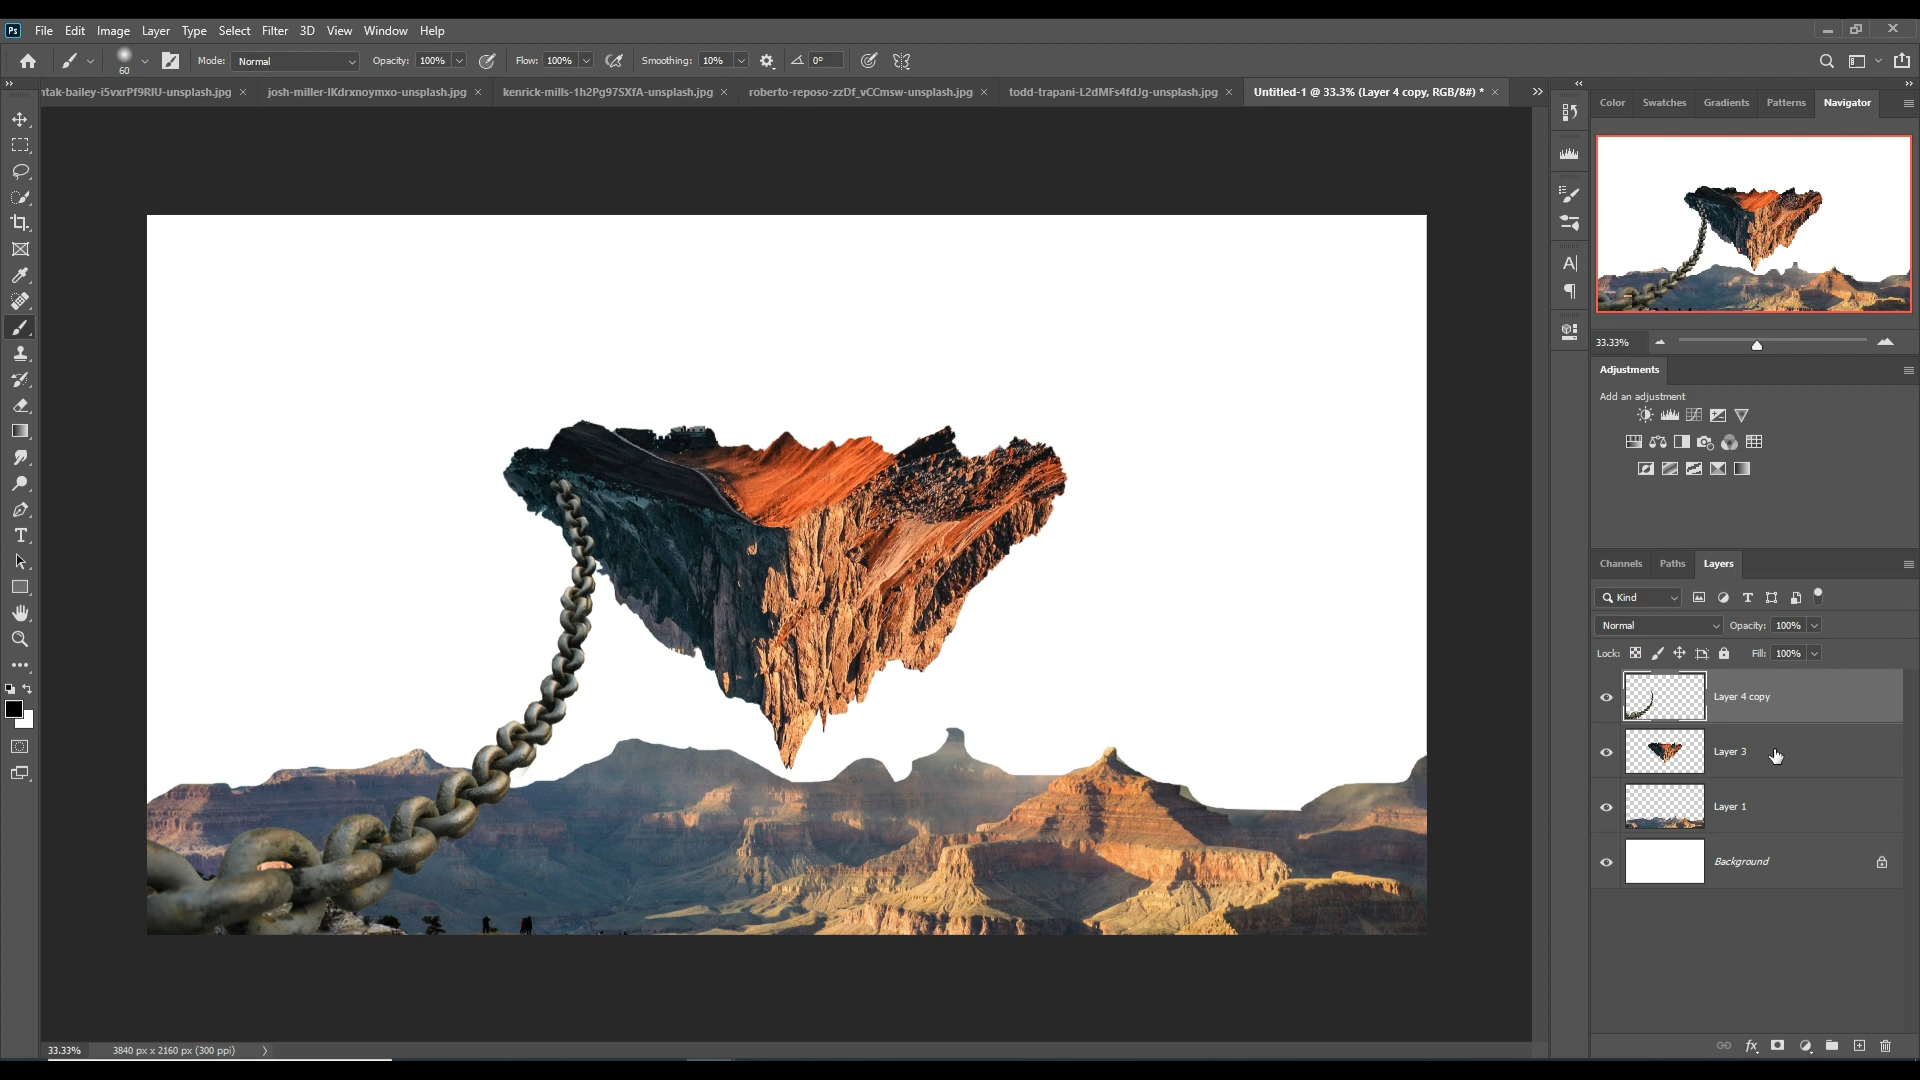 Ps File Edit Image Layer Type Select Filter 3D View Window Help
60 Mode: Normal Opacity: 100% Flow: 100% Smoothing: 10% 0°
ntak-bailey-i5vxrPf9RIU-unsplash.jpg × josh-miller-IKdrxnoymxo-unsplash.jpg × kenrick-mills-1h2Pg97SXfA-unsplash.jpg × roberto-reposo-zzDf_vCCmsw-unsplash.jpg × todd-trapani-L2dMFs4fdJg-unsplash.jpg × Untitled-1 @ 33.3% (Layer 4 copy, RGB/8#) * ×
Color Swatches Gradients Patterns Navigator
33.33%
Adjustments
Add an adjustment
Channels Paths Layers
Kind
Normal Opacity: 100%
Lock: Fill: 100%
Layer 4 copy
Layer 3
Layer 1
Background
33.33% 3840 px x 2160 px (300 ppi)